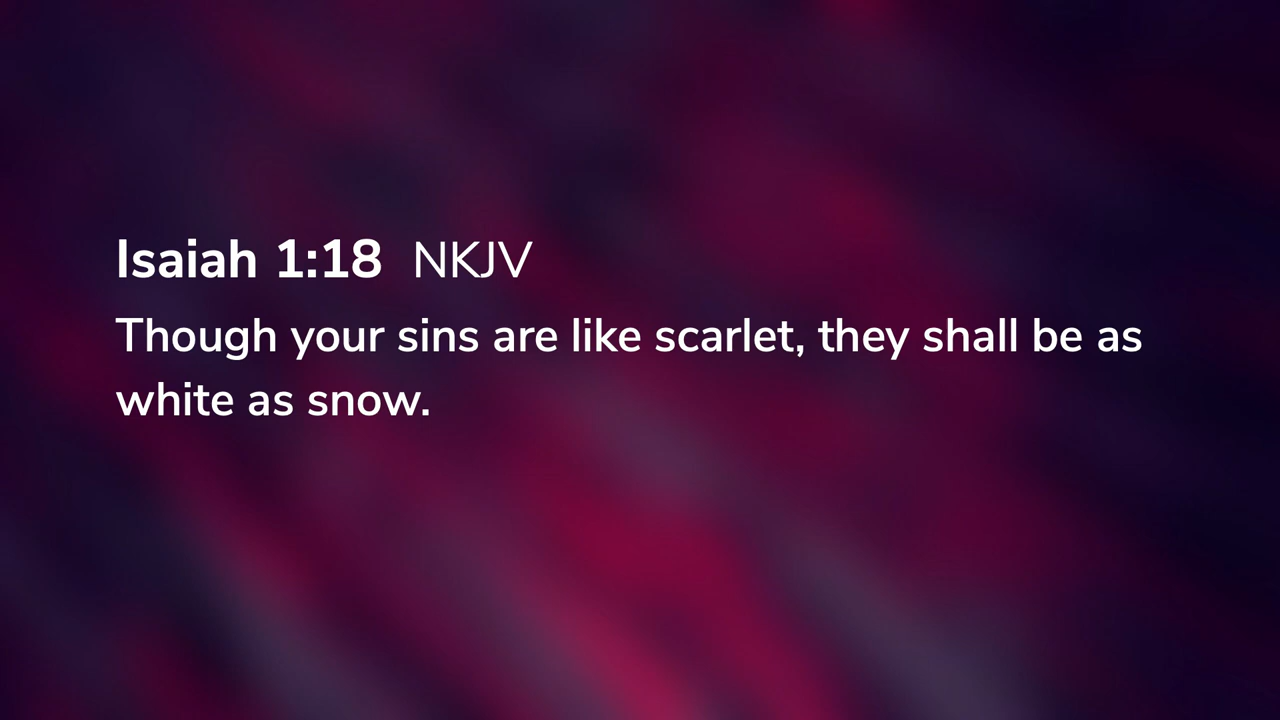 Isaiah 1:18 NKJV
Though your sins are like scarlet, they shall be as
white as snow.